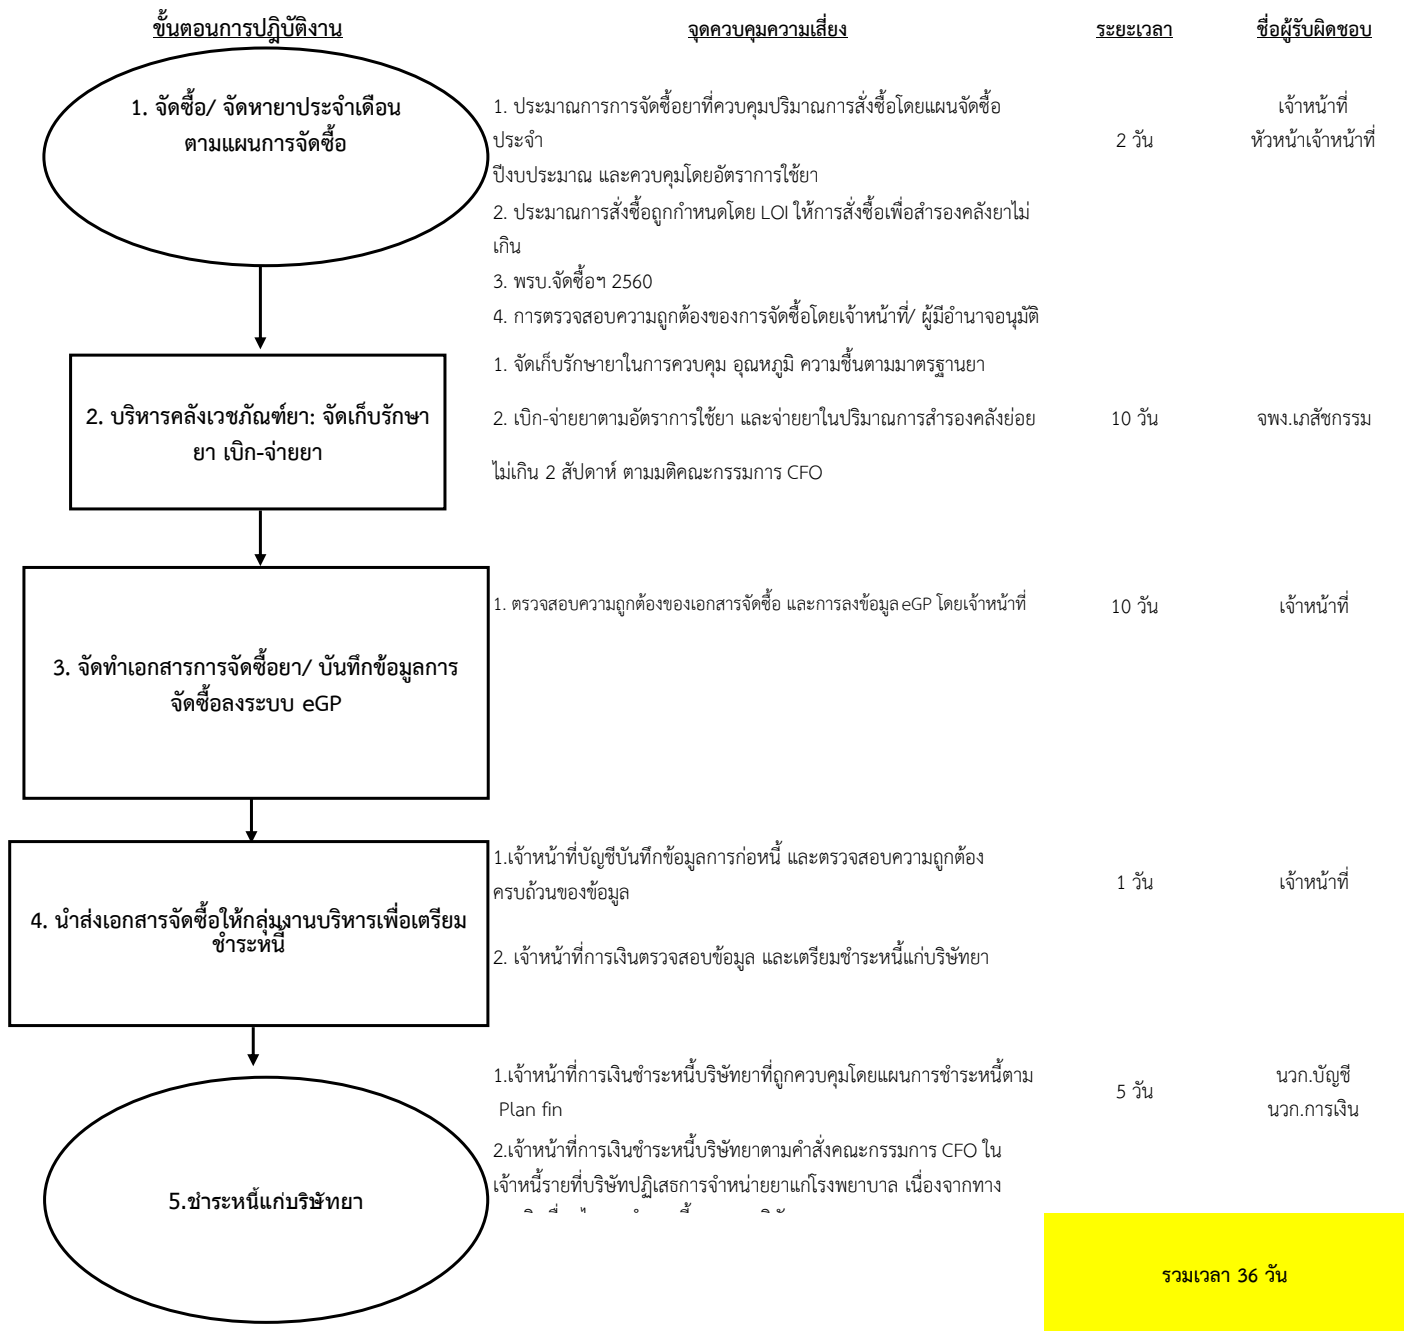 ขั้นตอนการปฎิบัติงาน
จุดควบคุมความเสี่ยง
ระยะเวลา
ชื่อผู้รับผิดชอบ
1. จัดซื้อ/ จัดหายาประจำเดือน
ตามแผนการจัดซื้อ
1. ประมาณการการจัดซื้อยาที่ควบคุมปริมาณการสั่งซื้อโดยแผนจัดซื้อ
ประจำ
ปีงบประมาณ และควบคุมโดยอัตราการใช้ยา
2. ประมาณการสั่งซื้อถูกกำหนดโดย LOI ให้การสั่งซื้อเพื่อสำรองคลังยาไม่
เกิน
3. พรบ.จัดซื้อฯ 2560
4. การตรวจสอบความถูกต้องของการจัดซื้อโดยเจ้าหน้าที่/ ผู้มีอำนาจอนุมัติ
2 วัน
เจ้าหน้าที่
หัวหน้าเจ้าหน้าที่
2. บริหารคลังเวชภัณฑ์ยา: จัดเก็บรักษา
ยา เบิก-จ่ายยา
1. จัดเก็บรักษายาในการควบคุม อุณหภูมิ ความชื้นตามมาตรฐานยา
2. เบิก-จ่ายยาตามอัตราการใช้ยา และจ่ายยาในปริมาณการสำรองคลังย่อย
ไม่เกิน 2 สัปดาห์ ตามมติคณะกรรมการ CFO
10 วัน
จพง.เภสัชกรรม
3. จัดทำเอกสารการจัดซื้อยา/ บันทึกข้อมูลการ
จัดซื้อลงระบบ eGP
1. ตรวจสอบความถูกต้องของเอกสารจัดซื้อ และการลงข้อมูล eGP โดยเจ้าหน้าที่
10 วัน
เจ้าหน้าที่
4. นำส่งเอกสารจัดซื้อให้กลุ่มงานบริหารเพื่อเตรียม
ชำระหนี้
1.เจ้าหน้าที่บัญชีบันทึกข้อมูลการก่อหนี้ และตรวจสอบความถูกต้อง
ครบถ้วนของข้อมูล
2. เจ้าหน้าที่การเงินตรวจสอบข้อมูล และเตรียมชำระหนี้แก่บริษัทยา
1 วัน
เจ้าหน้าที่
5.ชำระหนี้แก่บริษัทยา
1.เจ้าหน้าที่การเงินชำระหนี้บริษัทยาที่ถูกควบคุมโดยแผนการชำระหนี้ตาม
Plan fin
2.เจ้าหน้าที่การเงินชำระหนี้บริษัทยาตามคำสั่งคณะกรรมการ CFO ใน
เจ้าหนี้รายที่บริษัทปฏิเสธการจำหน่ายยาแก่โรงพยาบาล เนื่องจากทาง
5 วัน
นวก.บัญชี
นวก.การเงิน
รวมเวลา 36 วัน